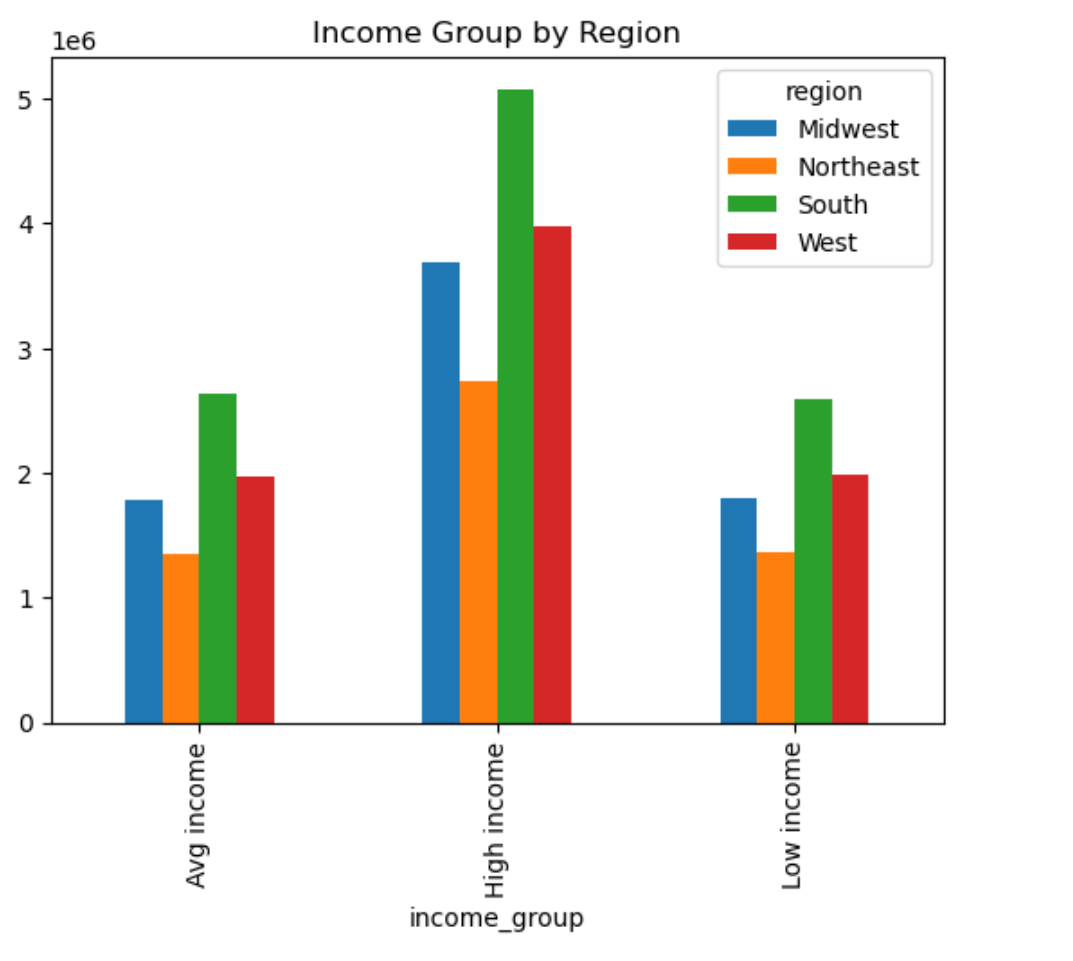 Income Group by Region
1e6
5
4
3
2
1
0
region
Midwest
Northeast
South
West
Avg income
High income
Low income
income_group